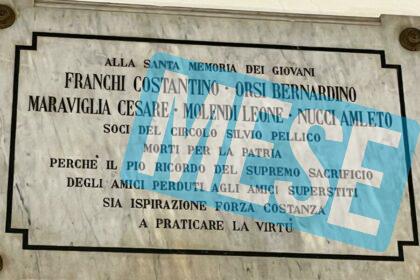 ALLA SANTA MEMORIA DEI GIOVANI
FRANCHI COSTANTINO · ORSI BERNARDINO
MARAVIGLIA CESARE · MOLENDI LEONE · NUCCI AMLETO
SOCI DEL CIRCOLO SILVIO PELLICO
MORTI PER LA PATRIA
PERCHÈ IL PIO RICORDO DEL SUPREMO SACRIFICIO
DEGLI AMICI PERDUTI AGLI AMICI SUPERSTITI
SIA ISPIRAZIONE FORZA COSTANZA
A PRATICARE LA VIRTÙ
MESE